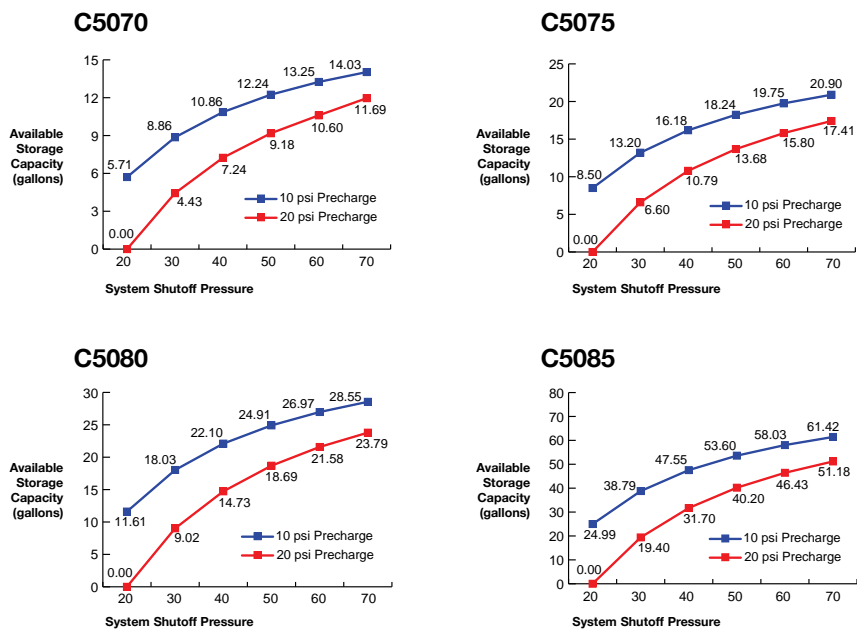 C5070
15
12
9
6
3
0
Available
Storage
Capacity
(gallons)
5.71
8.86
10.86
12.24
13.25
14.03
0.00
4.43
7.24
9.18
10.60
11.69
10 psi Precharge
20 psi Precharge
20 30 40 50 60 70
System Shutoff Pressure
C5075
25
20
15
10
5
0
Available
Storage
Capacity
(gallons)
8.50
13.20
16.18
18.24
19.75
20.90
0.00
6.60
10.79
13.68
15.80
17.41
10 psi Precharge
20 psi Precharge
20 30 40 50 60 70
System Shutoff Pressure
C5080
30
25
20
15
10
5
0
Available
Storage
Capacity
(gallons)
11.61
18.03
22.10
24.91
26.97
28.55
0.00
9.02
14.73
18.69
21.58
23.79
10 psi Precharge
20 psi Precharge
20 30 40 50 60 70
System Shutoff Pressure
C5085
80
70
60
50
40
30
20
10
0
Available
Storage
Capacity
(gallons)
24.99
38.79
47.55
53.60
58.03
61.42
0.00
19.40
31.70
40.20
46.43
51.18
10 psi Precharge
20 psi Precharge
20 30 40 50 60 70
System Shutoff Pressure